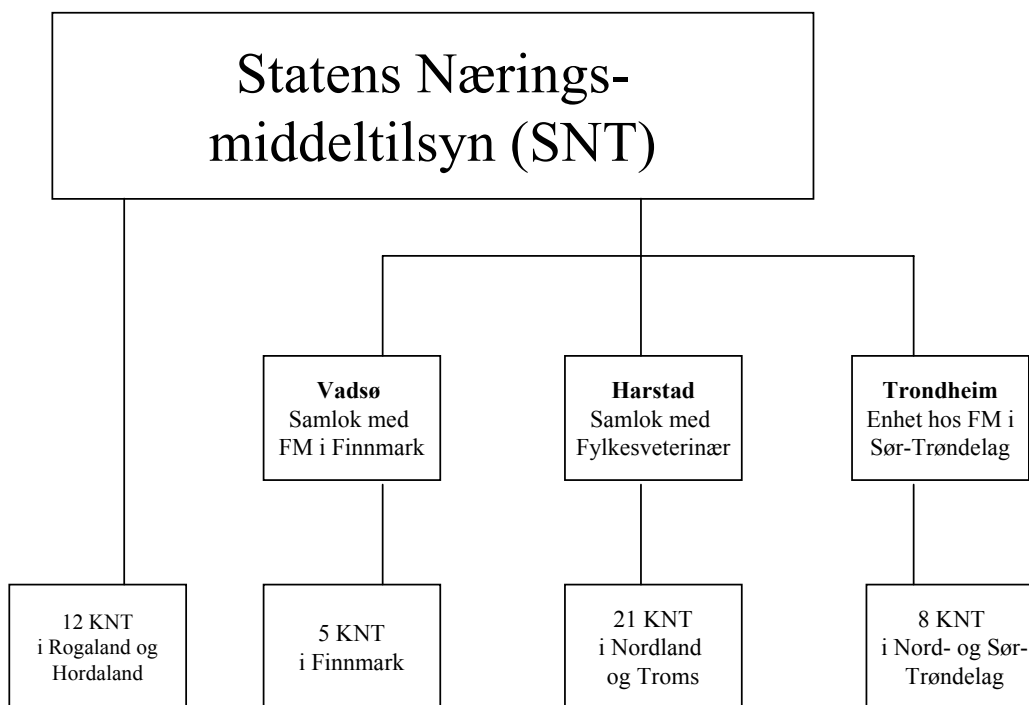 Statens Nærings-
middeltilsyn (SNT)
Vadsø
Samlok med
FM i Finnmark
Harstad
Samlok med
Fylkesveterinær
Trondheim
Enhet hos FM i
Sør-Trøndelag
12 KNT
i Rogaland og
Hordaland
5 KNT
i Finnmark
21 KNT
i Nordland
og Troms
8 KNT
i Nord- og Sør-
Trøndelag